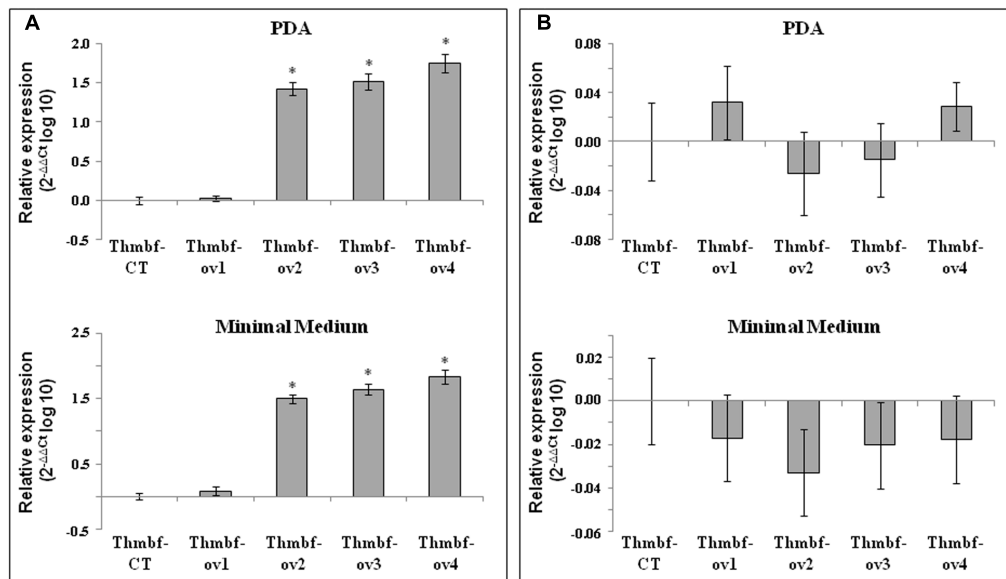 A
PDA
Relative expression
(2-ΔΔCt log 10)
2.0
1.5
1.0
0.5
0.0
-0.5
* * *
Thmbf-CT
Thmbf-ov1
Thmbf-ov2
Thmbf-ov3
Thmbf-ov4
Minimal Medium
Relative expression
(2-ΔΔCt log 10)
2.5
1.5
5.5
-0.5
* * *
Thmbf-CT
Thmbf-ov1
Thmbf-ov2
Thmbf-ov3
Thmbf-ov4
B
PDA
Relative expression
(2-ΔΔCt log 10)
0.08
0.04
0.00
-0.04
-0.08
Thmbf-CT
Thmbf-ov1
Thmbf-ov2
Thmbf-ov3
Thmbf-ov4
Minimal Medium
Relative expression
(2-ΔΔCt log 10)
0.02
0.00
-0.02
-0.04
-0.06
Thmbf-CT
Thmbf-ov1
Thmbf-ov2
Thmbf-ov3
Thmbf-ov4